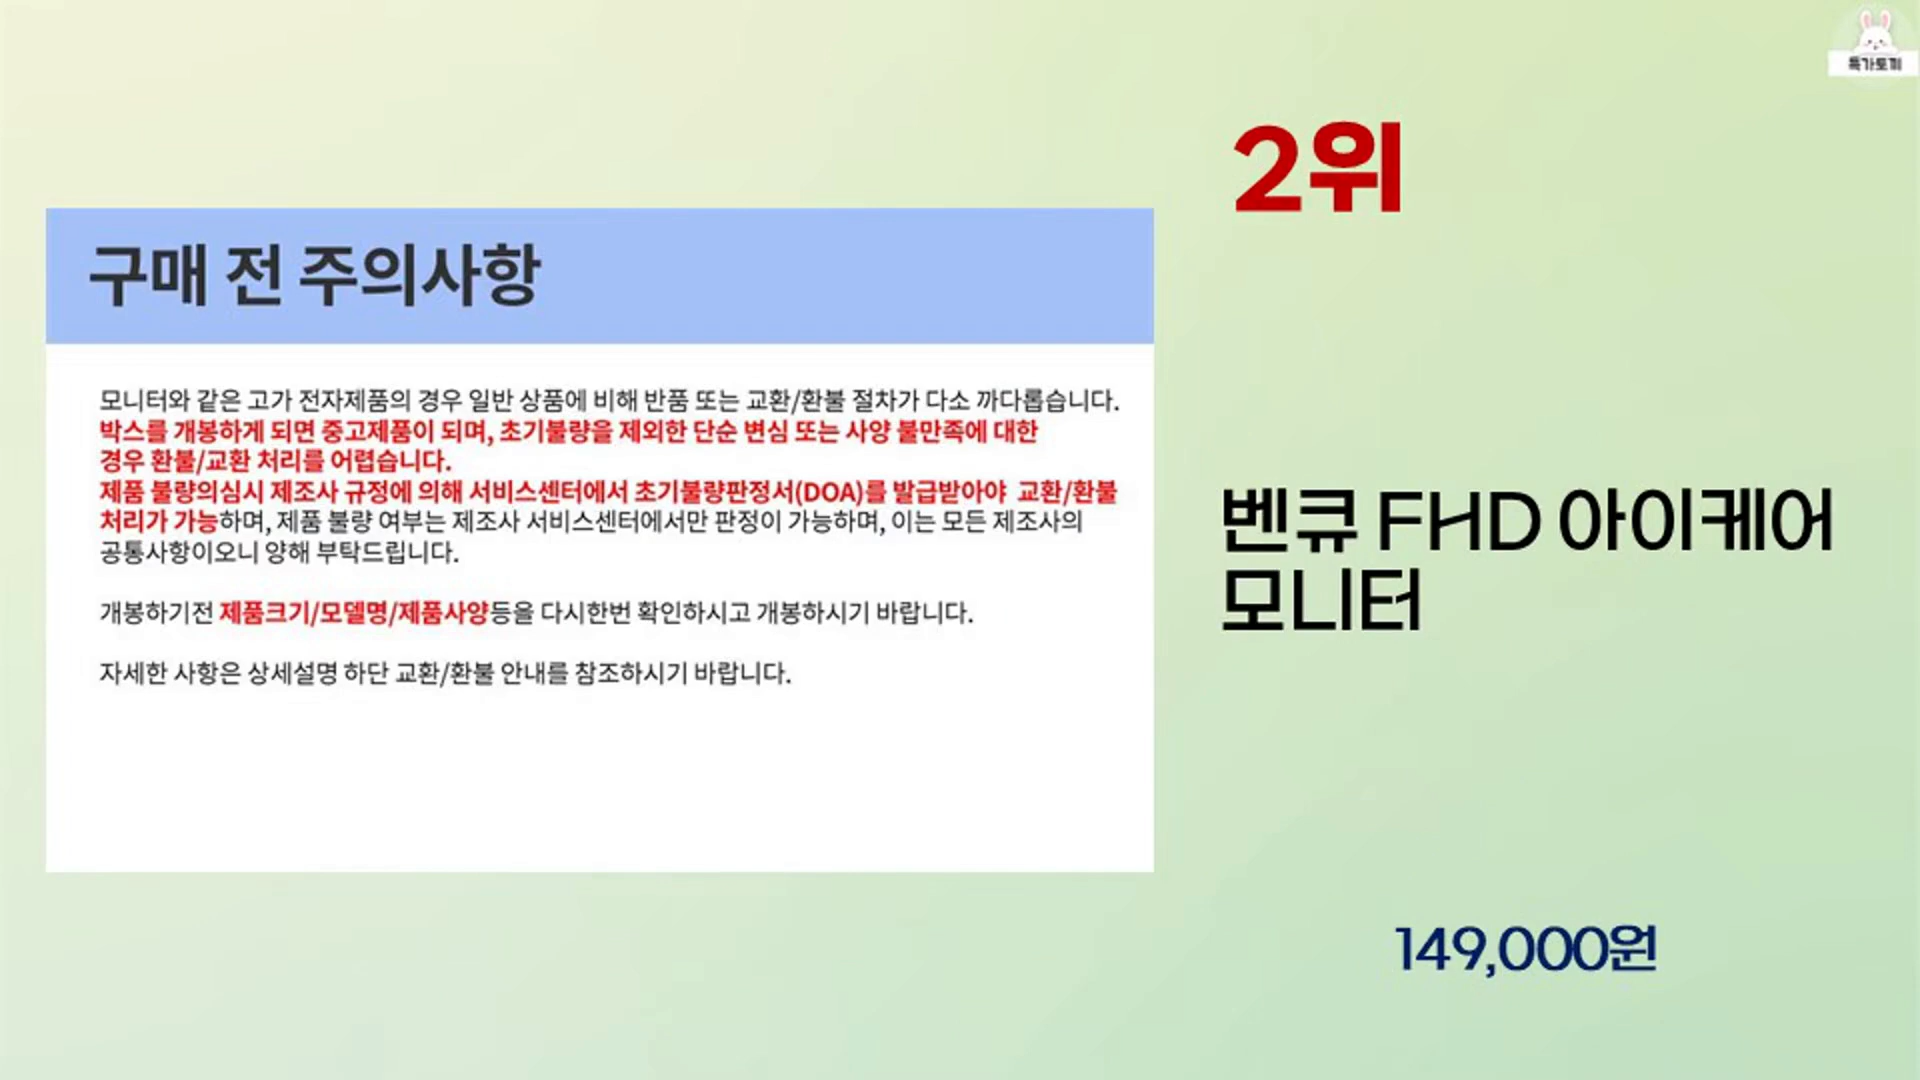 특가토끼
2위
구매 전 주의사항
모니터와 같은 고가 전자제품의 경우 일반 상품에 비해 반품 또는 교환/환불 절차가 다소 까다롭습니다.
박스를 개봉하게 되면 중고제품이 되며, 초기불량을 제외한 단순 변심 또는 사양 불만족에 대한
경우 환불/교환 처리를 어렵습니다.
제품 불량의심시 제조사 규정에 의해 서비스센터에서 초기불량판정서(DOA)를 발급받아야 교환/환불
처리가 가능하며, 제품 불량 여부는 제조사 서비스센터에서만 판정이 가능하며, 이는 모든 제조사의
공통사항이오니 양해 부탁드립니다.
개봉하기전 제품크기/모델명/제품사양등을 다시한번 확인하시고 개봉하시기 바랍니다.
자세한 사항은 상세설명 하단 교환/환불 안내를 참조하시기 바랍니다.
벤큐 FHD 아이케어
모니터
149,000원